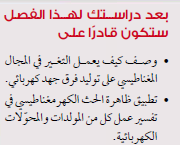 بعد دراستك لهذا الفصل
ستكون قادرًا على
• وصف كيف يعمل التغير في المجال
المغناطيسي على توليد فرق جهد كهربائي.
• تطبيق ظاهرة الحث الكهرمغناطيسي في
تفسير عمل كل من المولدات والمحوّلات
الكهربائية.